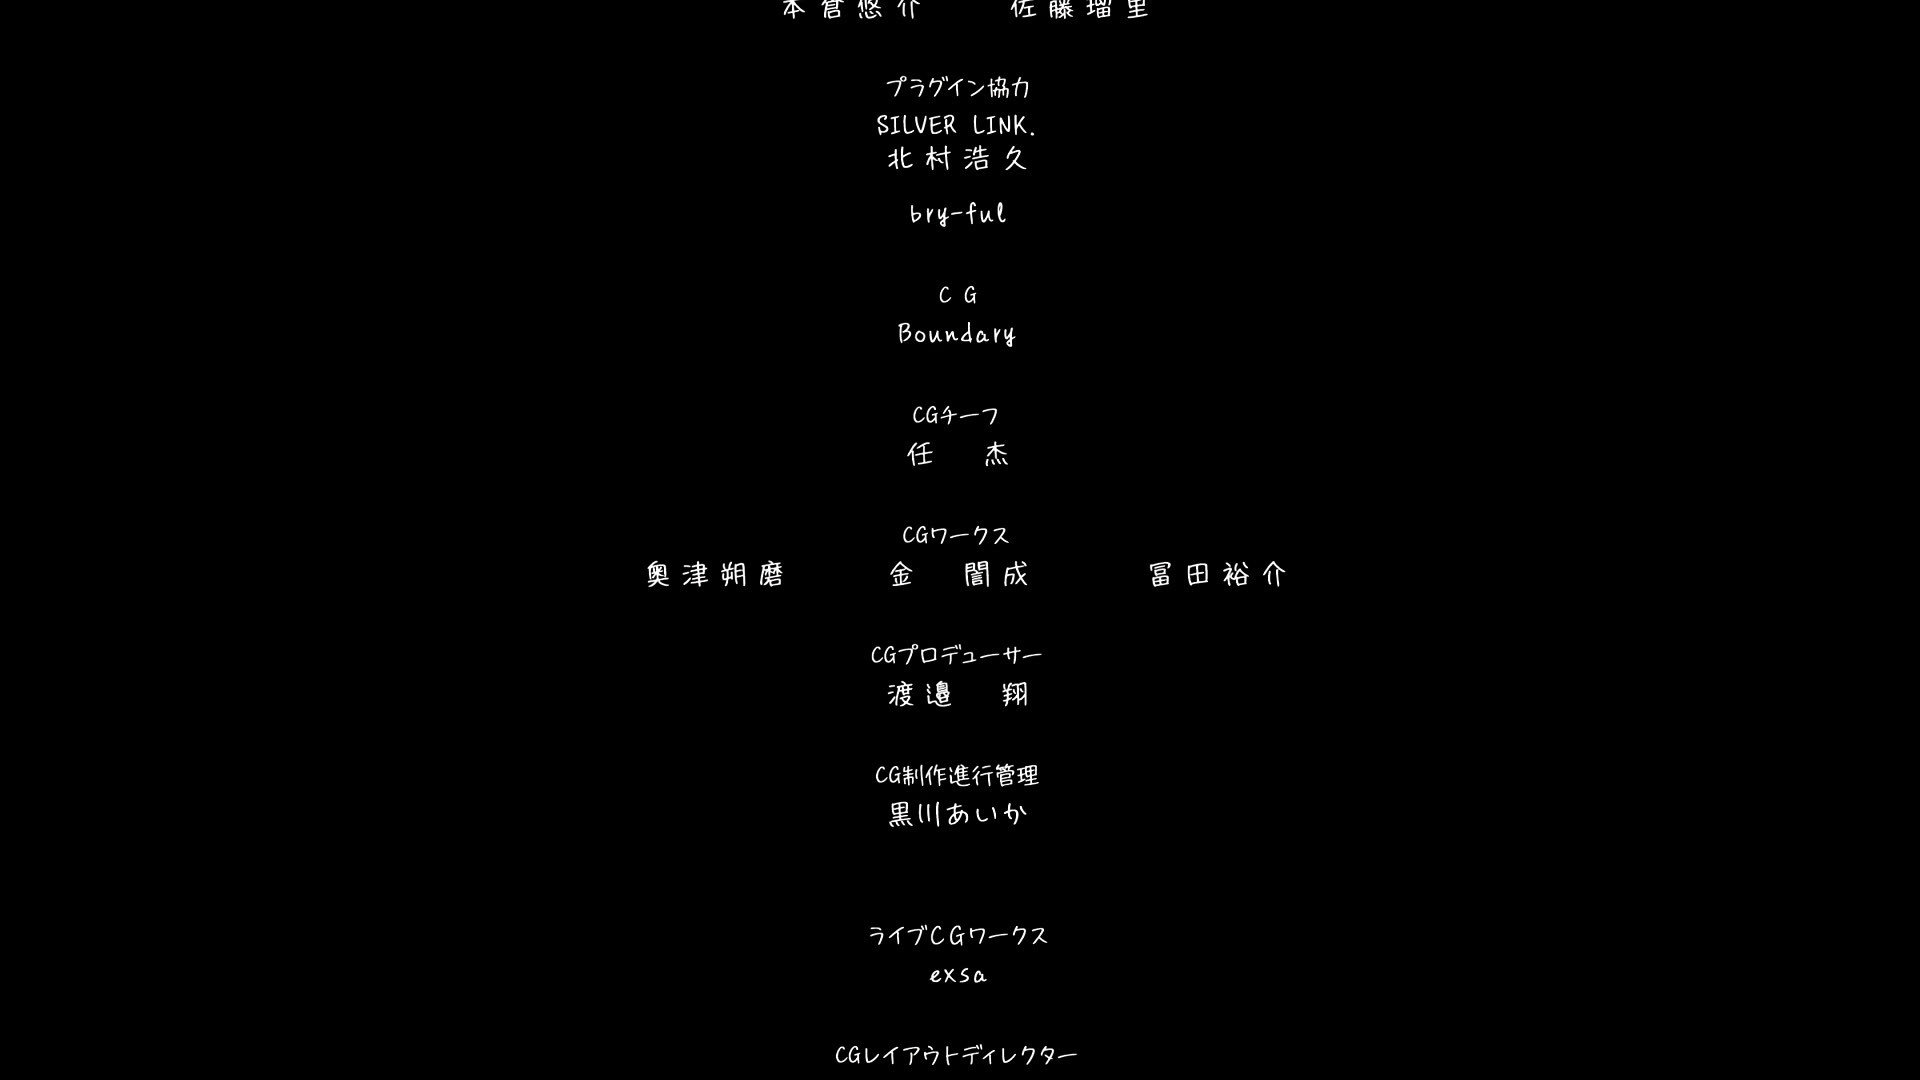 本倉悠介 佐藤瑠里
プラグイン協力
SILVER LINK.
北村浩久
bry-ful
CG
Boundary
CGチーフ
任 杰
CGワークス
奥津朔磨 金 誾成 冨田裕介
CGプロデューサー
渡邉 翔
CG制作進行管理
黒川あいか
ライブCGワークス
exsa
CGレイアウトディレクター